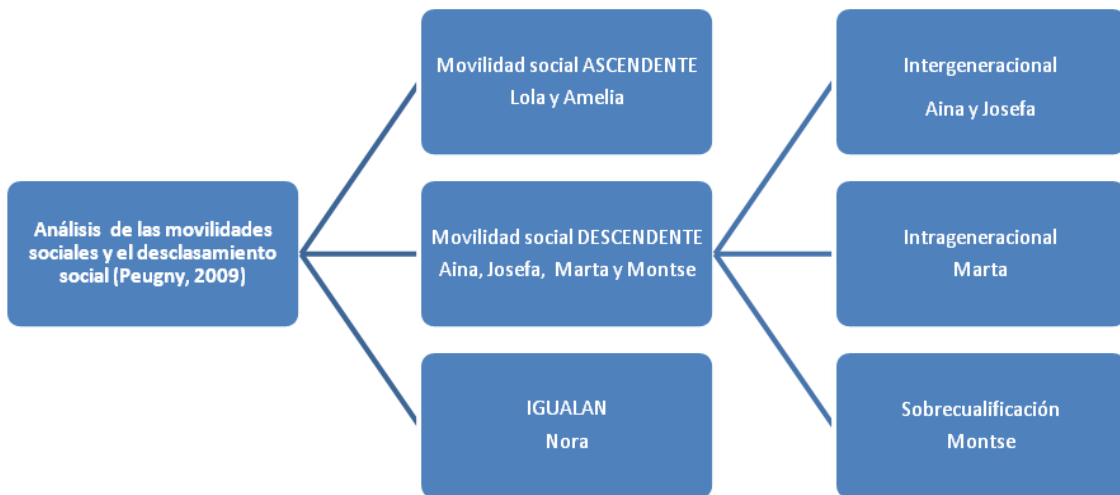 Análisis de las movilidades
sociales y el desclasamiento
social (Peugny, 2009)
Movilidad social ASCENDENTE
Lola y Amelia
Movilidad social DESCENDENTE
Aina, Josefa, Marta y Montse
IGUALAN
Nora
Intergeneracional
Aina y Josefa
Intrageneracional
Marta
Sobrecualificación
Montse